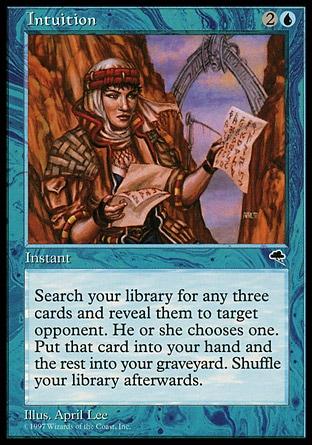 Intuition 2
Instant
Search your library for any three
cards and reveal them to target
opponent. He or she chooses one.
Put that card into your hand and
the rest into your graveyard. Shuffle
your library afterwards.
Illus. April Lee
©1997 Wizards of the Coast, Inc.